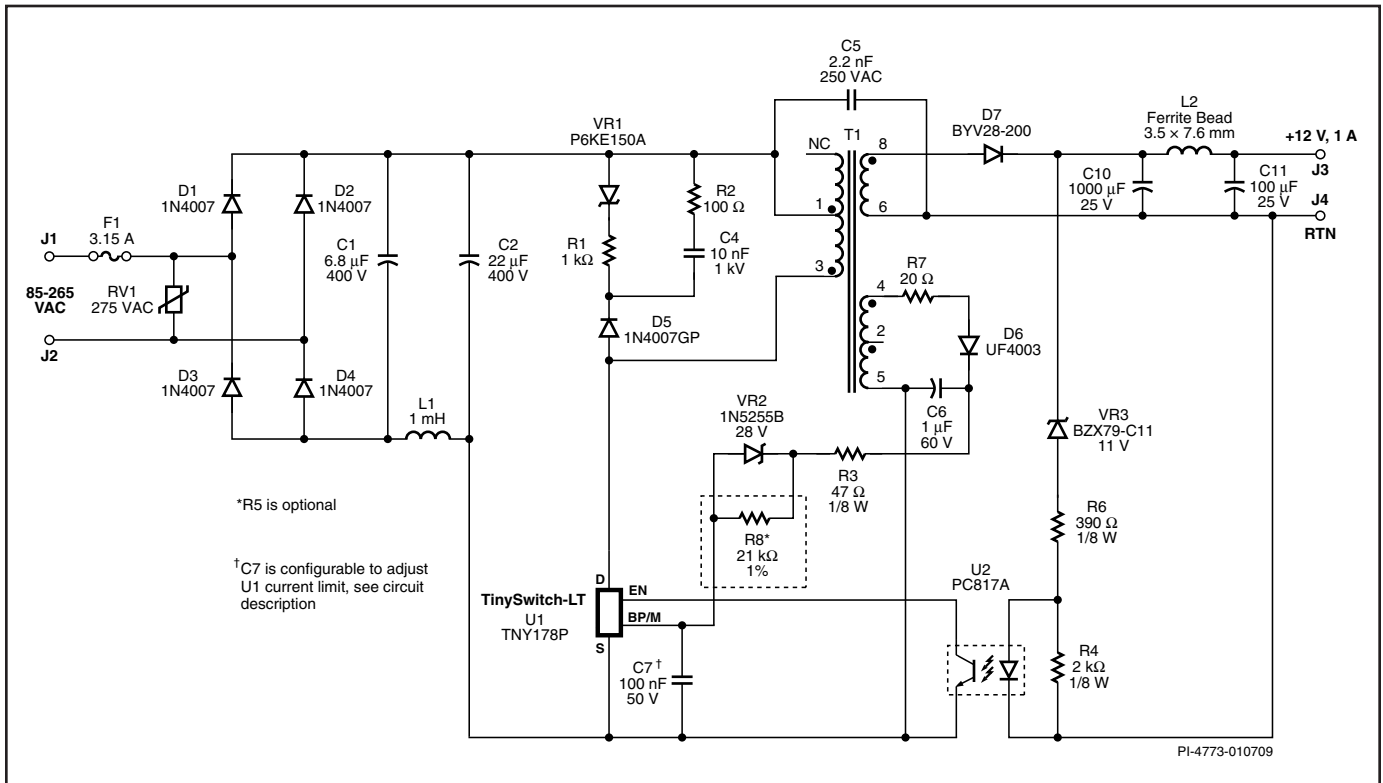 C5
2.2 nF
250 VAC
VR1
P6KE150A
NC
T1
8
D7
BYV28-200
L2
Ferrite Bead
3.5 × 7.6 mm
+12 V, 1 A
J3
D1
1N4007
D2
1N4007
R2
100 Ω
1
6
C10
1000 µF
25 V
C11
100 µF
25 V
J4
RTN
J1
F1
3.15 A
C1
6.8 µF
400 V
C2
22 µF
400 V
R1
1 kΩ
C4
10 nF
1 kV
3
R7
20 Ω
4
85-265
VAC
RV1
275 VAC
D5
1N4007GP
2
D6
UF4003
J2
D3
1N4007
D4
1N4007
5
L1
1 mH
VR2
1N5255B
28 V
C6
1 µF
60 V
VR3
BZX79-C11
11 V
R3
47 Ω
1/8 W
*R5 is optional
R8*
21 kΩ
1%
R6
390 Ω
1/8 W
†C7 is configurable to adjust
U1 current limit, see circuit
description
D
EN
TinySwitch-LT
U1
TNY178P
BP/M
S
U2
PC817A
C7†
100 nF
50 V
R4
2 kΩ
1/8 W
PI-4773-010709